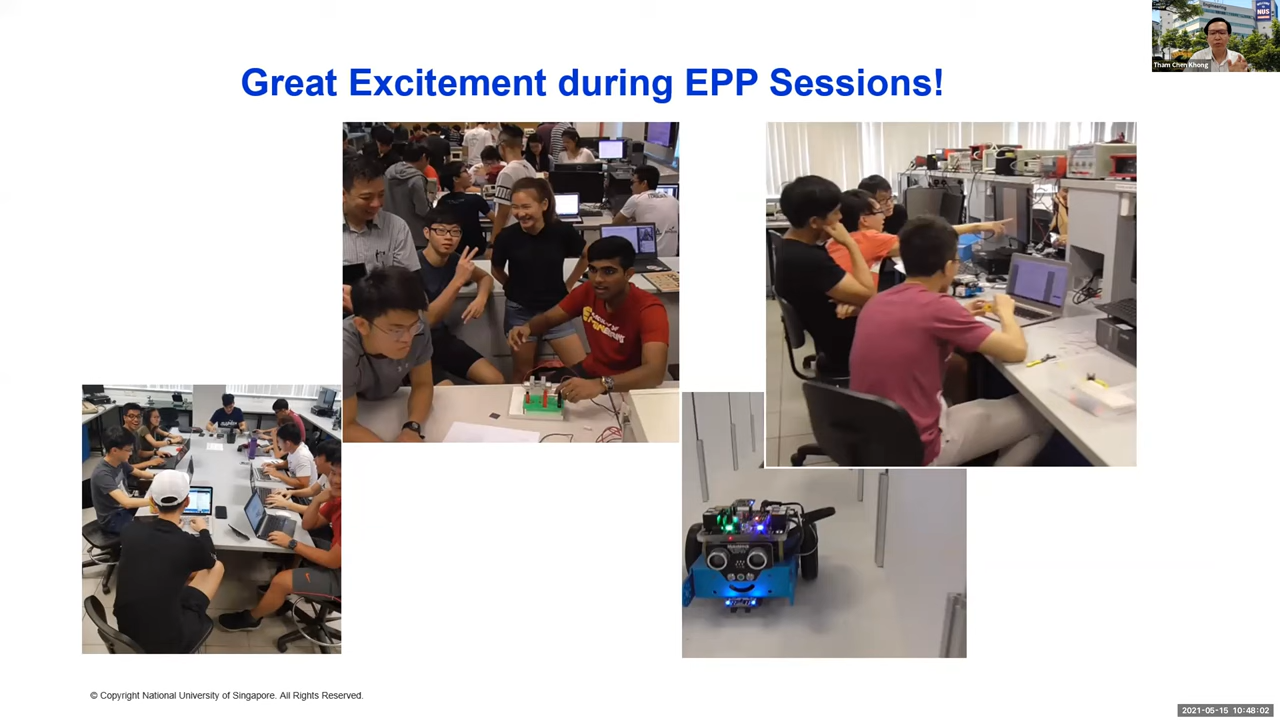 Great Excitement during EPP Sessions!
NUS
Tham Chen Khong
© Copyright National University of Singapore. All Rights Reserved.
2021-05-15 10:48:02